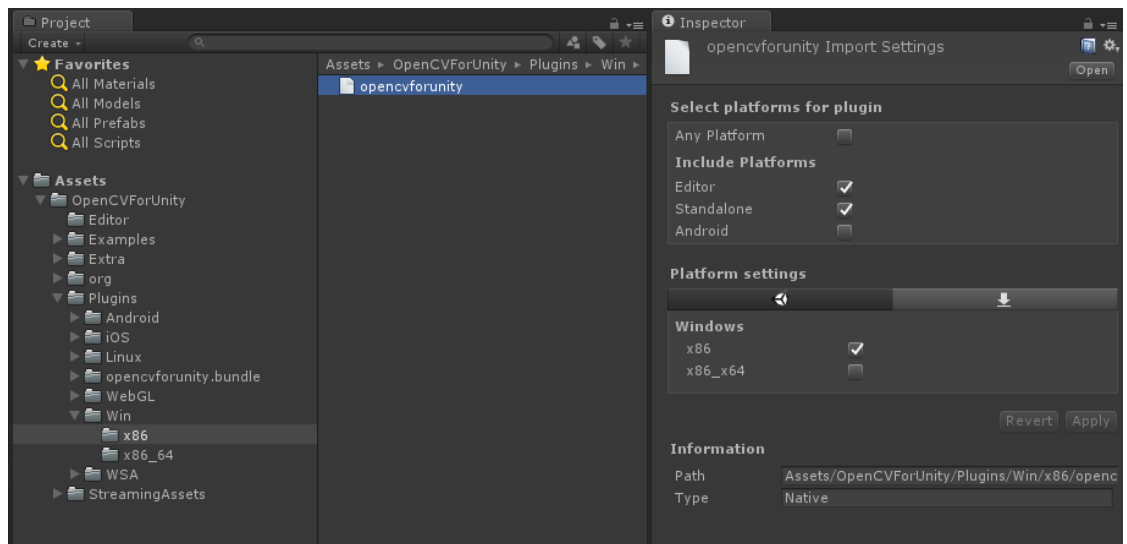 Project
Create
Favorites
All Materials
All Models
All Prefabs
All Scripts
Assets
OpenCVForUnity
Editor
Examples
Extra
org
Plugins
Android
iOS
Linux
opencvforunity.bundle
WebGL
Win
x86
x86_64
WSA
StreamingAssets
Assets ▸ OpenCVForUnity ▸ Plugins ▸ Win ▸
opencvforunity
Inspector
opencvforunity Import Settings
Open
Select platforms for plugin
Any Platform
Include Platforms
Editor
Standalone
Android
Platform settings
Windows
x86
x86_x64
Revert Apply
Information
Path Assets/OpenCVForUnity/Plugins/Win/x86/openc
Type Native